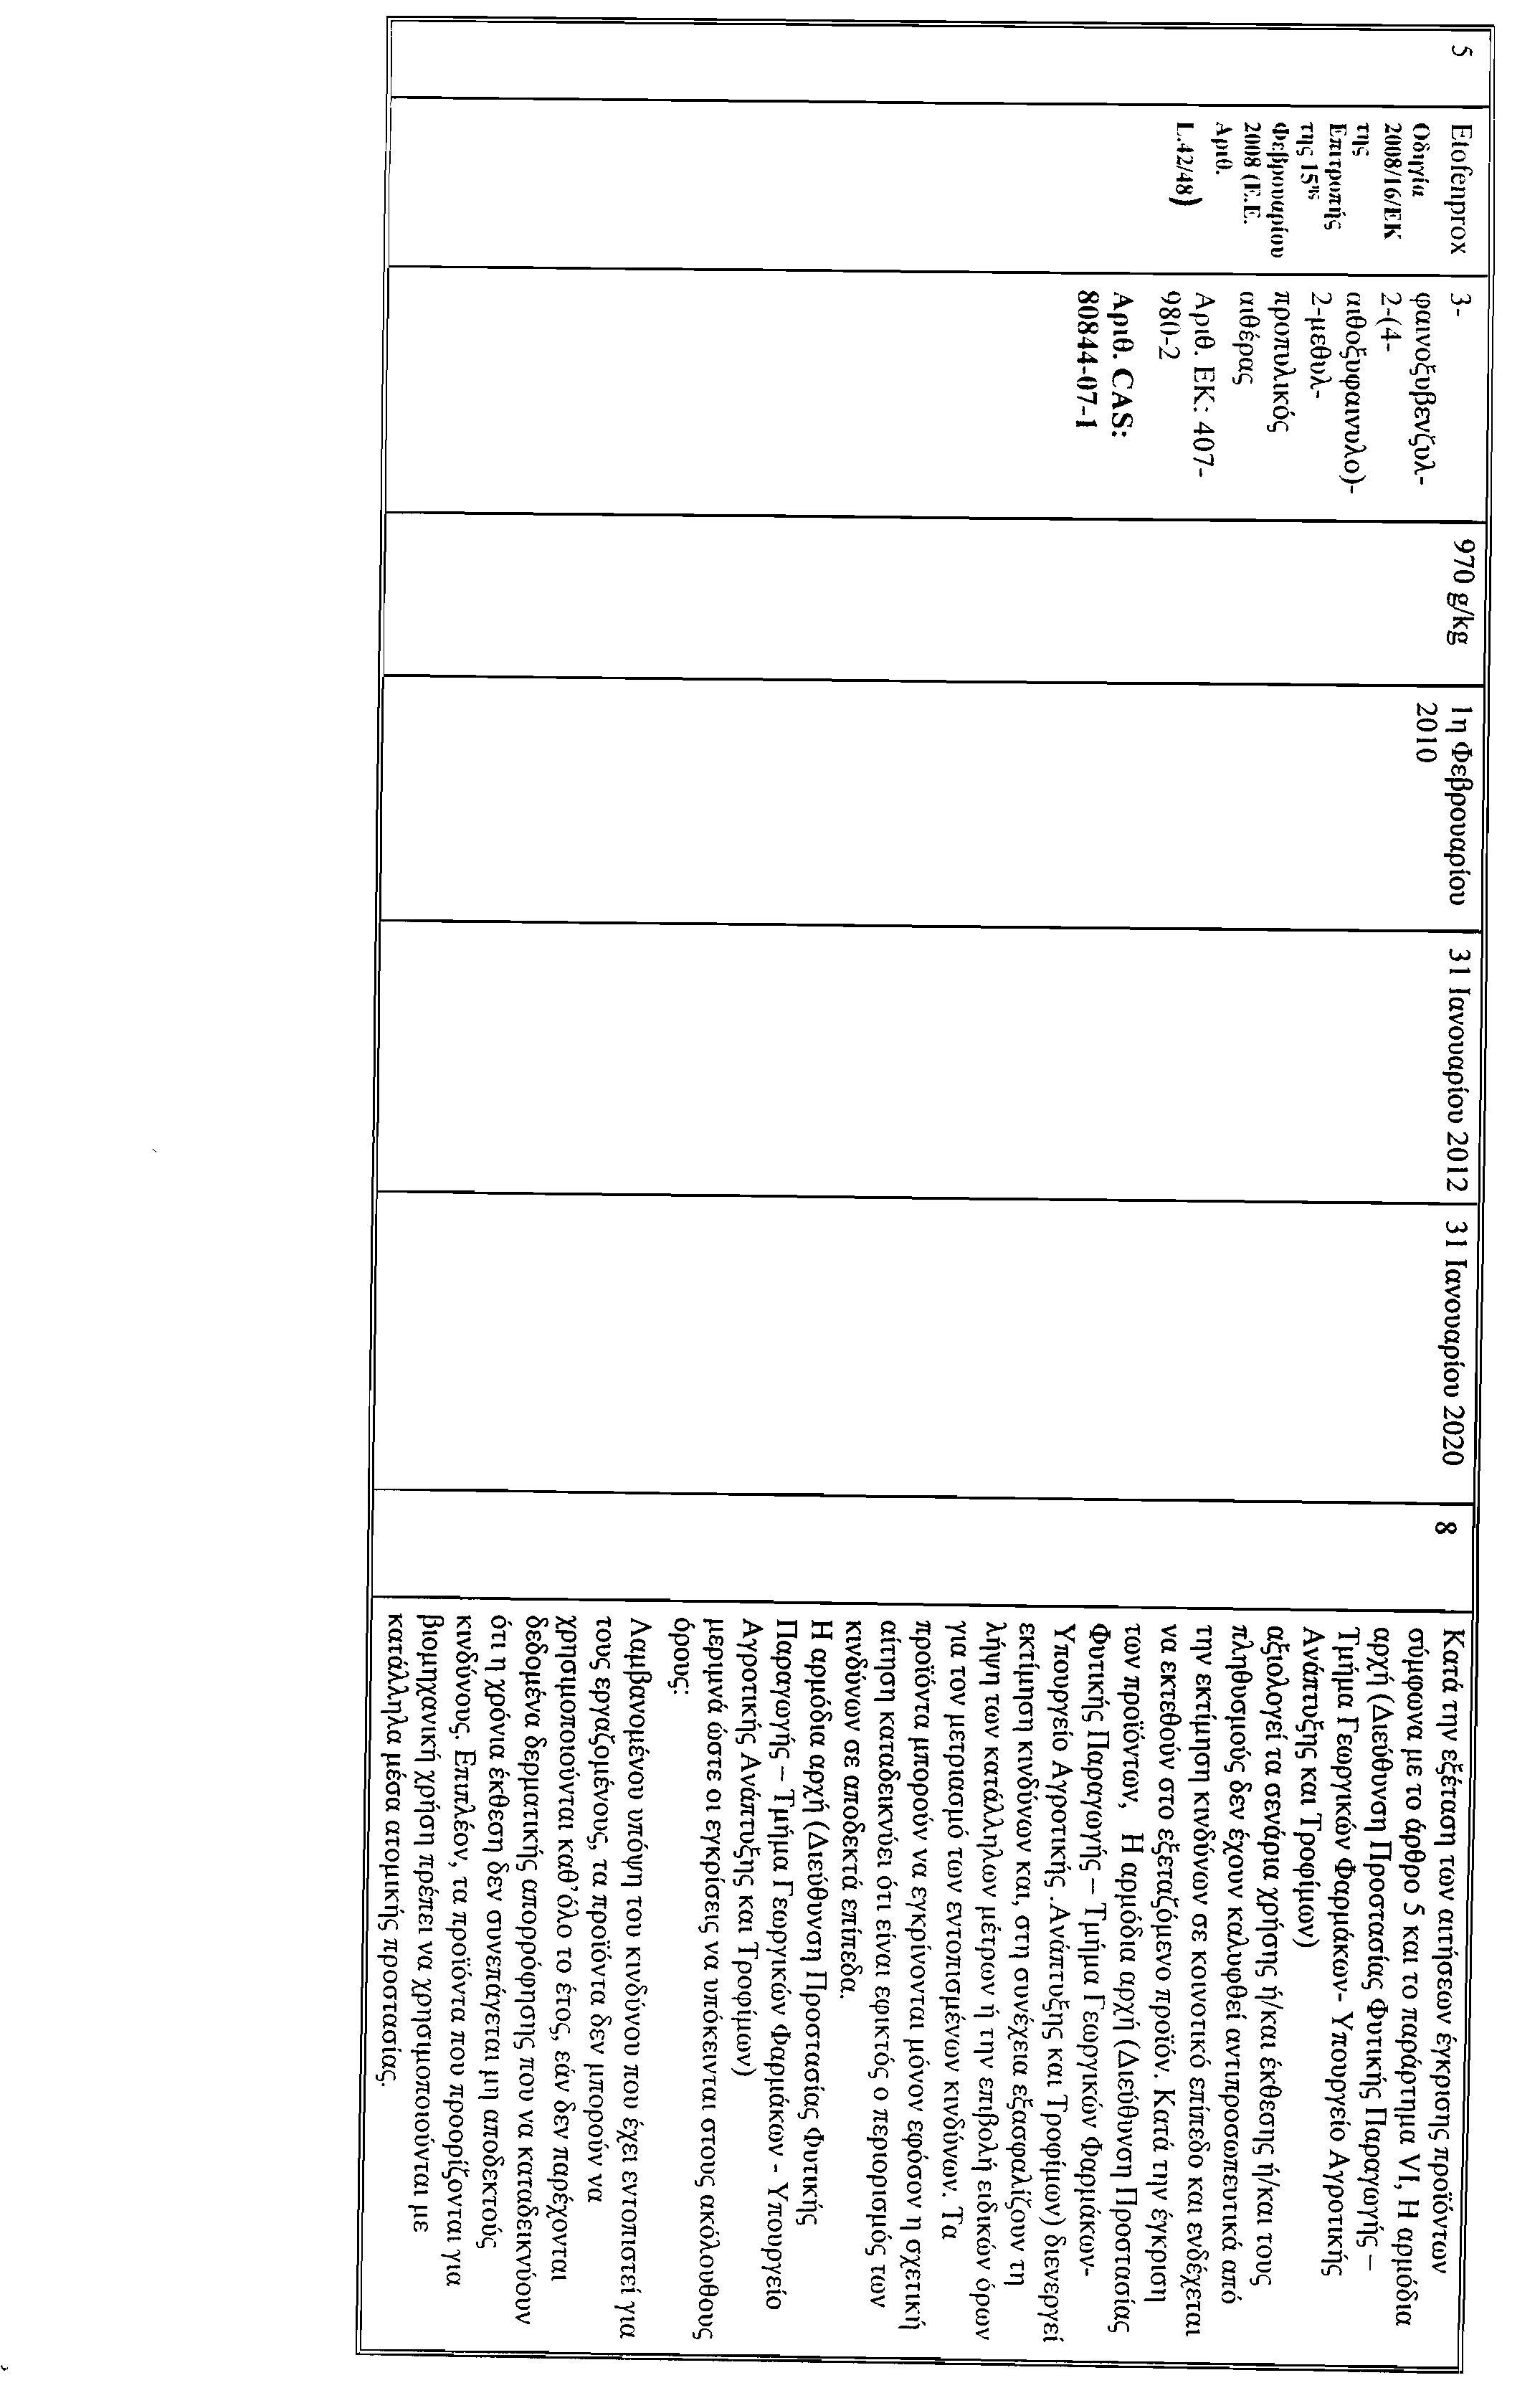 5
Etofenprox
Οδηγία
2008/16/ΕΚ
της
Επιτροπής
της 15ης
Φεβρουαρίου
2008 (Ε.Ε.
Αριθ.
L.42/48)
3-
φαινοξυβενζυλ-
2-(4-
αιθοξυφαινυλο)-
2-μεθυλ-
προπυλικός
αιθέρας
Αριθ. ΕΚ: 407-
980-2
Αριθ. CAS:
80844-07-1
970 g/kg
1η Φεβρουαρίου
2010
31 Ιανουαρίου 2012
31 Ιανουαρίου 2020
8
Κατά την εξέταση των αιτήσεων έγκρισης προϊόντων
σύμφωνα με το άρθρο 5 και το παράρτημα VI, Η αρμόδια
αρχή (Διεύθυνση Προστασίας Φυτικής Παραγωγής –
Τμήμα Γεωργικών Φαρμάκων- Υπουργείο Αγροτικής
Ανάπτυξης και Τροφίμων)
αξιολογεί τα σενάρια χρήσης ή/και έκθεσης ή/και τους
πληθυσμούς δεν έχουν καλυφθεί αντιπροσωπευτικά από
την εκτίμηση κινδύνων σε κοινοτικό επίπεδο και ενδέχεται
να εκτεθούν στο εξεταζόμενο προϊόν. Κατά την έγκριση
των προϊόντων, Η αρμόδια αρχή (Διεύθυνση Προστασίας
Φυτικής Παραγωγής – Τμήμα Γεωργικών Φαρμάκων-
Υπουργείο Αγροτικής .Ανάπτυξης και Τροφίμων) διενεργεί
εκτίμηση κινδύνων και, στη συνέχεια εξασφαλίζουν τη
λήψη των κατάλληλων μέτρων ή την επιβολή ειδικών όρων
για τον μετριασμό των εντοπισμένων κινδύνων. Τα
προϊόντα μπορούν να εγκρίνονται μόνον εφόσον η σχετική
αίτηση καταδεικνύει ότι είναι εφικτός ο περιορισμός των
κινδύνων σε αποδεκτά επίπεδα.
Η αρμόδια αρχή (Διεύθυνση Προστασίας Φυτικής
Παραγωγής – Τμήμα Γεωργικών Φαρμάκων - Υπουργείο
Αγροτικής Ανάπτυξης και Τροφίμων)
μεριμνά ώστε οι εγκρίσεις να υπόκεινται στους ακόλουθους
όρους:
Λαμβανομένου υπόψη του κινδύνου που έχει εντοπιστεί για
τους εργαζομένους, τα προϊόντα δεν μπορούν να
χρησιμοποιούνται καθ’όλο το έτος, εάν δεν παρέχονται
δεδομένα δερματικής απορρόφησης που να καταδεικνύουν
ότι η χρόνια έκθεση δεν συνεπάγεται μη αποδεκτούς
κινδύνους. Επιπλέον, τα προϊόντα που προορίζονται για
βιομηχανική χρήση πρέπει να χρησιμοποιούνται με
κατάλληλα μέσα ατομικής προστασίας.